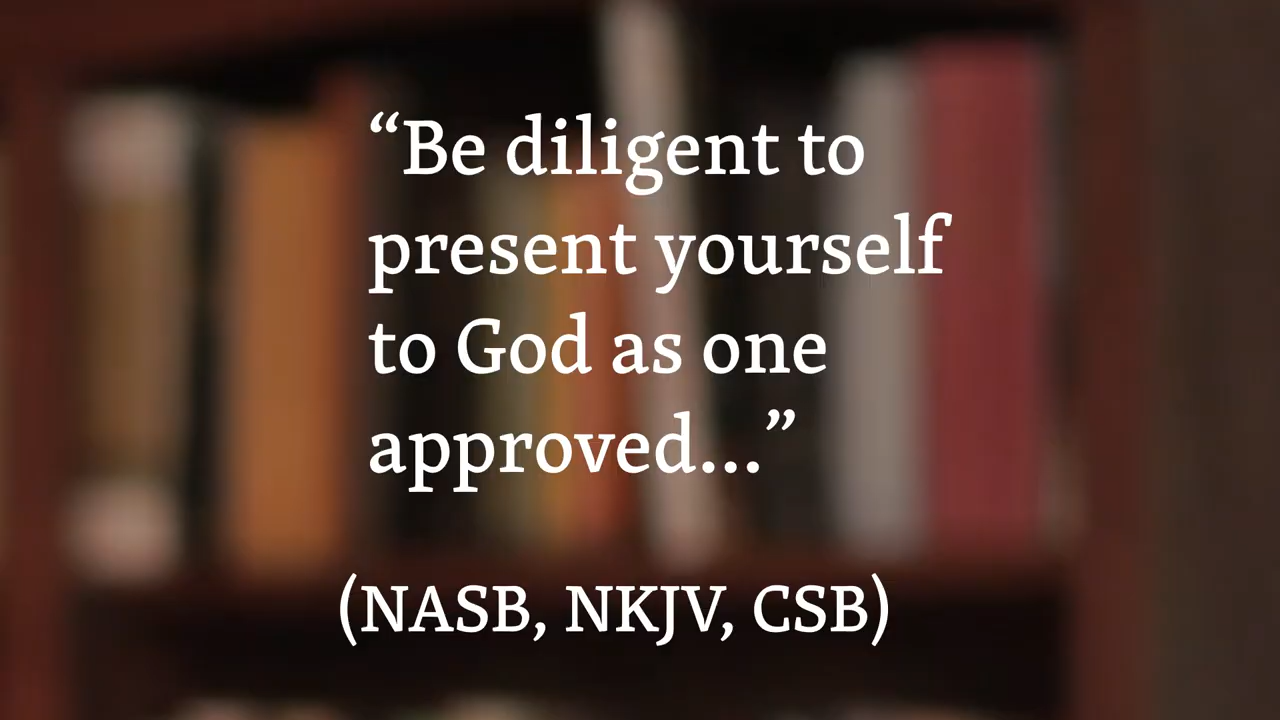 “Be diligent to
present yourself
to God as one
approved...”
(NASB, NKJV, CSB)